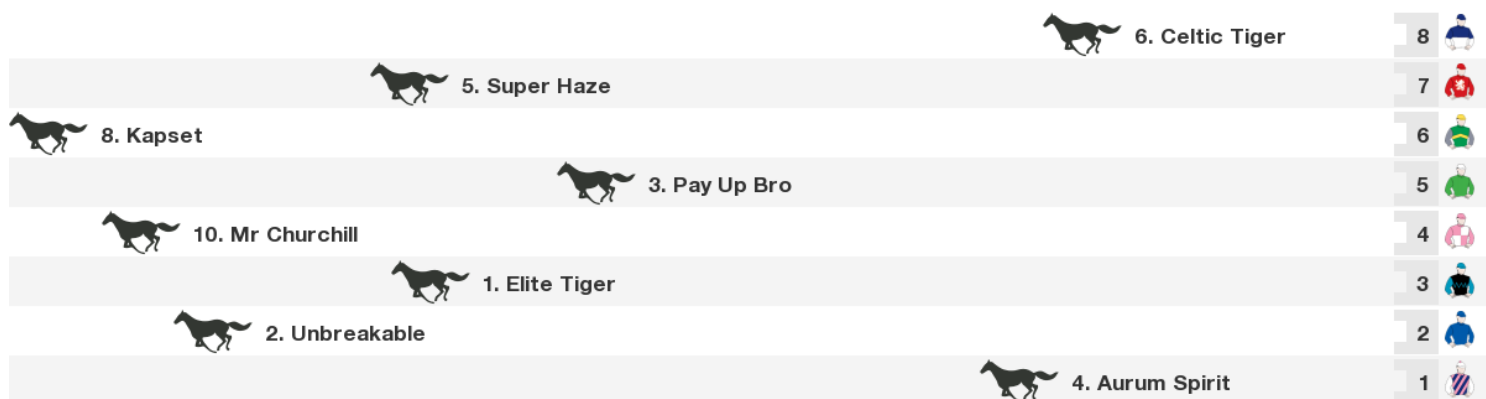 6. Celtic Tiger 8
5. Super Haze 7
8. Kapset 6
3. Pay Up Bro 5
10. Mr Churchill 4
1. Elite Tiger 3
2. Unbreakable 2
4. Aurum Spirit 1